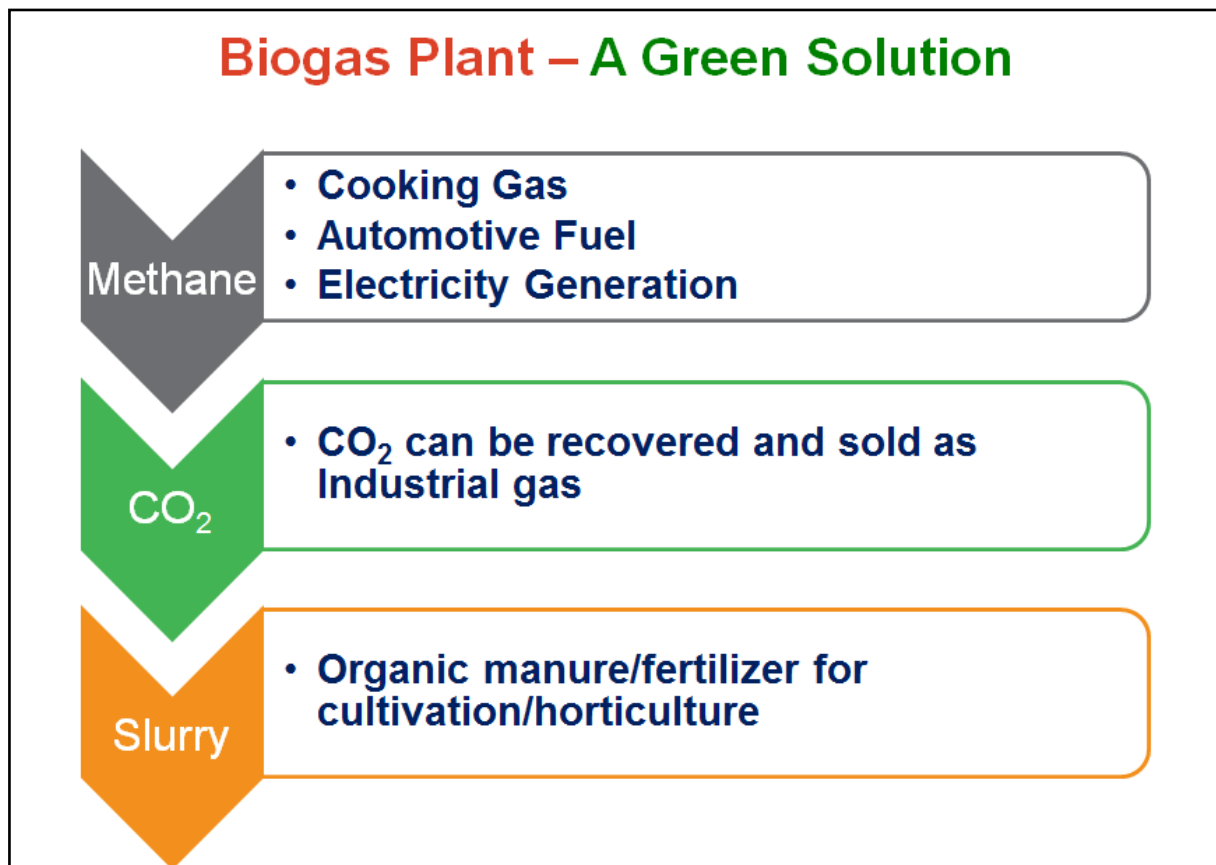 Biogas Plant – A Green Solution
Methane
• Cooking Gas
• Automotive Fuel
• Electricity Generation
CO₂
• CO₂ can be recovered and sold as
Industrial gas
Slurry
• Organic manure/fertilizer for
cultivation/horticulture